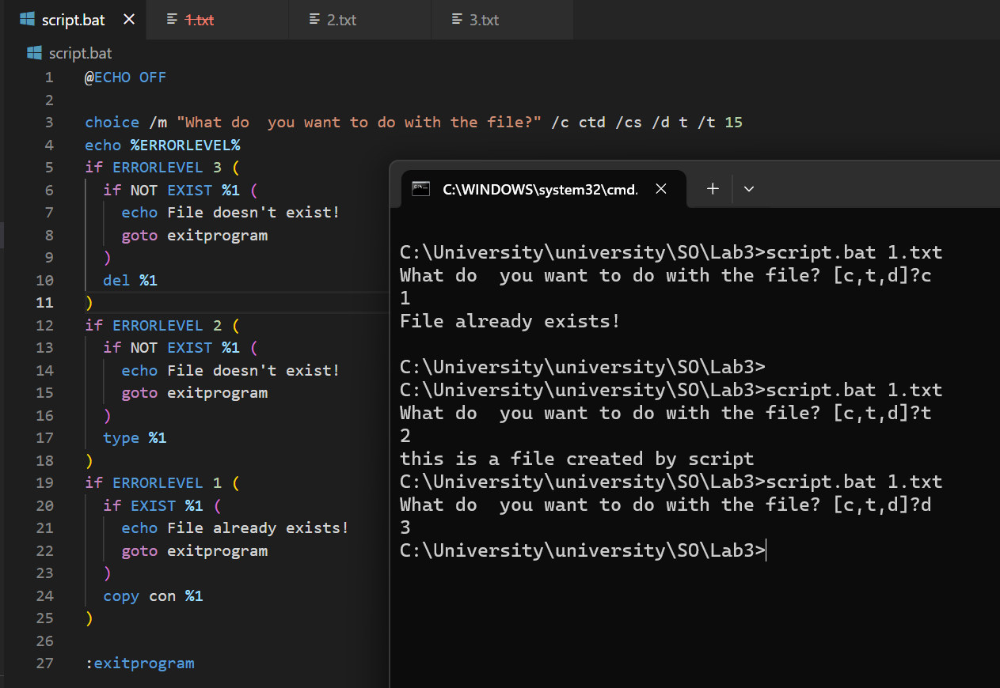 script.bat
1.txt
2.txt
3.txt
script.bat
1 @ECHO OFF
2
3 choice /m "What do  you want to do with the file?" /c ctd /cs /d t /t 15
4 echo %ERRORLEVEL%
5 if ERRORLEVEL 3 (
6   if NOT EXIST %1 (
7     echo File doesn't exist!
8     goto exitprogram
9   )
10   del %1
11 )
12 if ERRORLEVEL 2 (
13   if NOT EXIST %1 (
14     echo File doesn't exist!
15     goto exitprogram
16   )
17   type %1
18 )
19 if ERRORLEVEL 1 (
20   if EXIST %1 (
21     echo File already exists!
22     goto exitprogram
23   )
24   copy con %1
25 )
26
27 :exitprogram
C:\WINDOWS\system32\cmd.
C:\University\university\SO\Lab3>script.bat 1.txt
What do  you want to do with the file? [c,t,d]?c
1
File already exists!
C:\University\university\SO\Lab3>
C:\University\university\SO\Lab3>script.bat 1.txt
What do  you want to do with the file? [c,t,d]?t
2
this is a file created by script
C:\University\university\SO\Lab3>script.bat 1.txt
What do  you want to do with the file? [c,t,d]?d
3
C:\University\university\SO\Lab3>